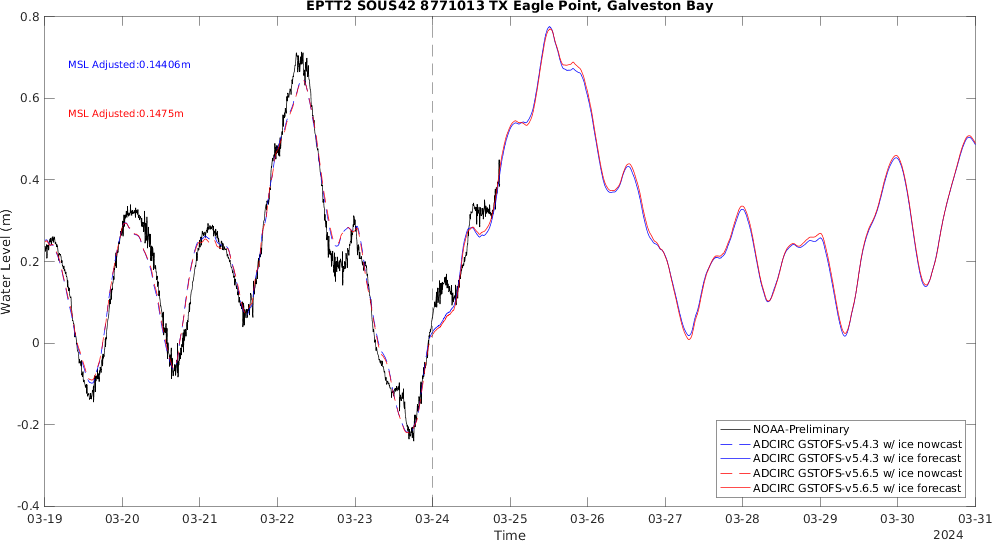 EPTT2 SOUS42 8771013 TX Eagle Point, Galveston Bay
MSL Adjusted:0.14406m
MSL Adjusted:0.1475m
0.8
0.6
0.4
0.2
0
-0.2
-0.4
Water Level (m)
NOAA-Preliminary
ADCIRC GSTOFS-v5.4.3 w/ ice nowcast
ADCIRC GSTOFS-v5.4.3 w/ ice forecast
ADCIRC GSTOFS-v5.6.5 w/ ice nowcast
ADCIRC GSTOFS-v5.6.5 w/ ice forecast
03-19 03-20 03-21 03-22 03-23 03-24 03-25 03-26 03-27 03-28 03-29 03-30 03-31
Time
2024